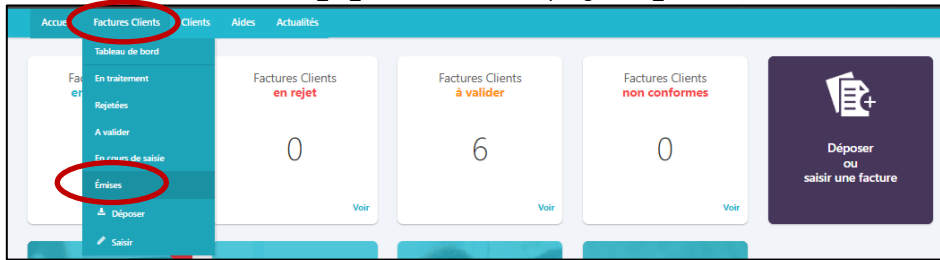 Accue Factures Clients Clients Aides Actualités
Tableau de bord
En traitement
Rejetées
A valider
En cours de saisie
Émises
Déposer
Saisir
Fac
en
Factures Clients
en rejet
0
Voir
Factures Clients
à valider
6
Voir
Factures Clients
non conformes
0
Voir
Déposer
ou
saisir une facture